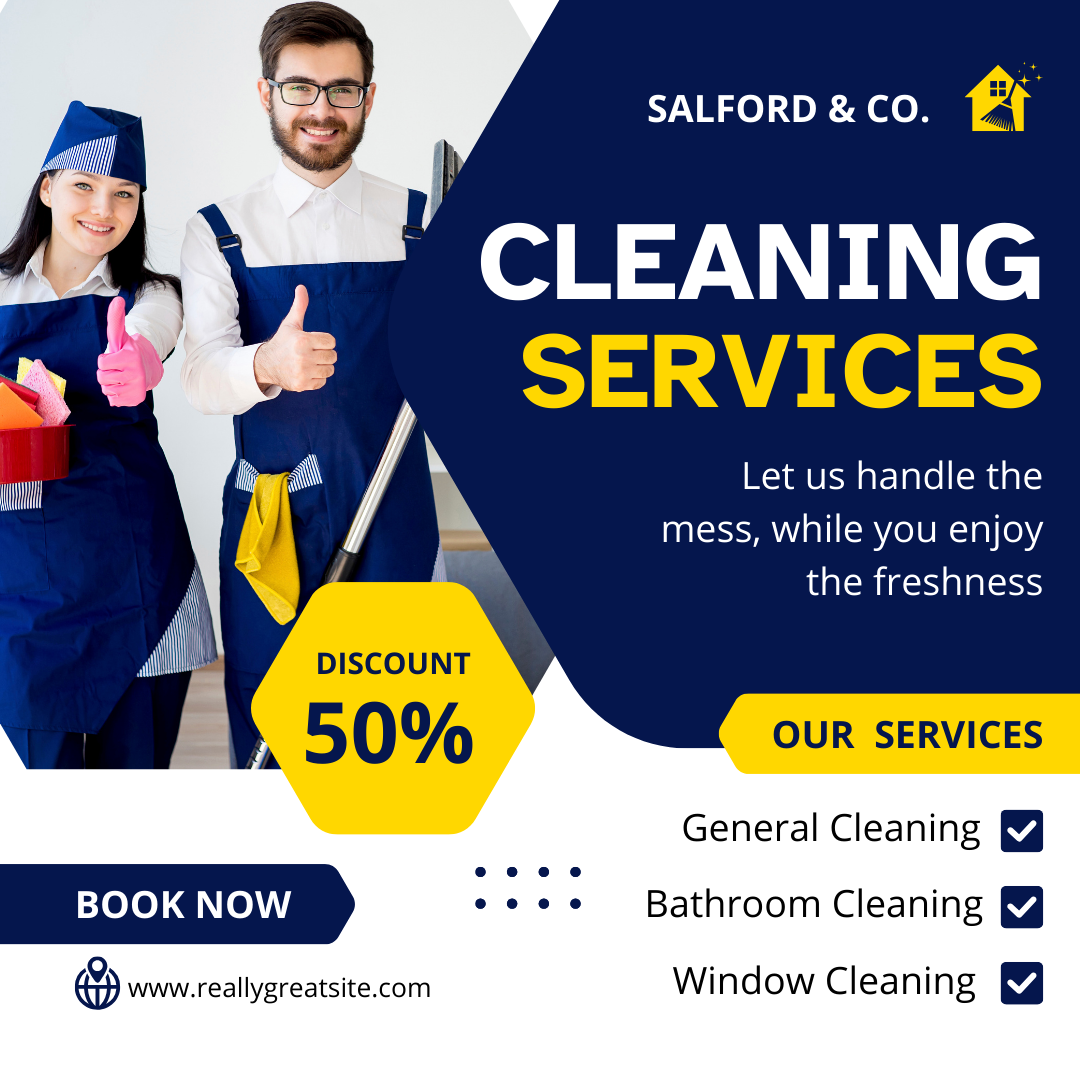 SALFORD & CO.
CLEANING
SERVICES
Let us handle the
mess, while you enjoy
the freshness
DISCOUNT
50%
OUR SERVICES
General Cleaning
Bathroom Cleaning
Window Cleaning
BOOK NOW
www.reallygreatsite.com